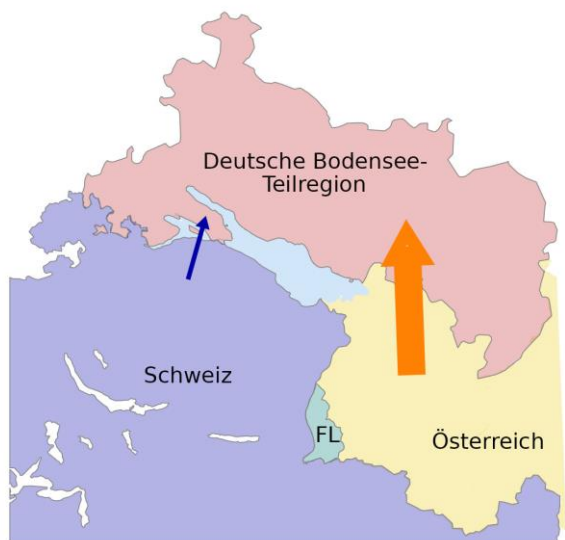 Deutsche Bodensee-
Teilregion
Schweiz
FL
Österreich